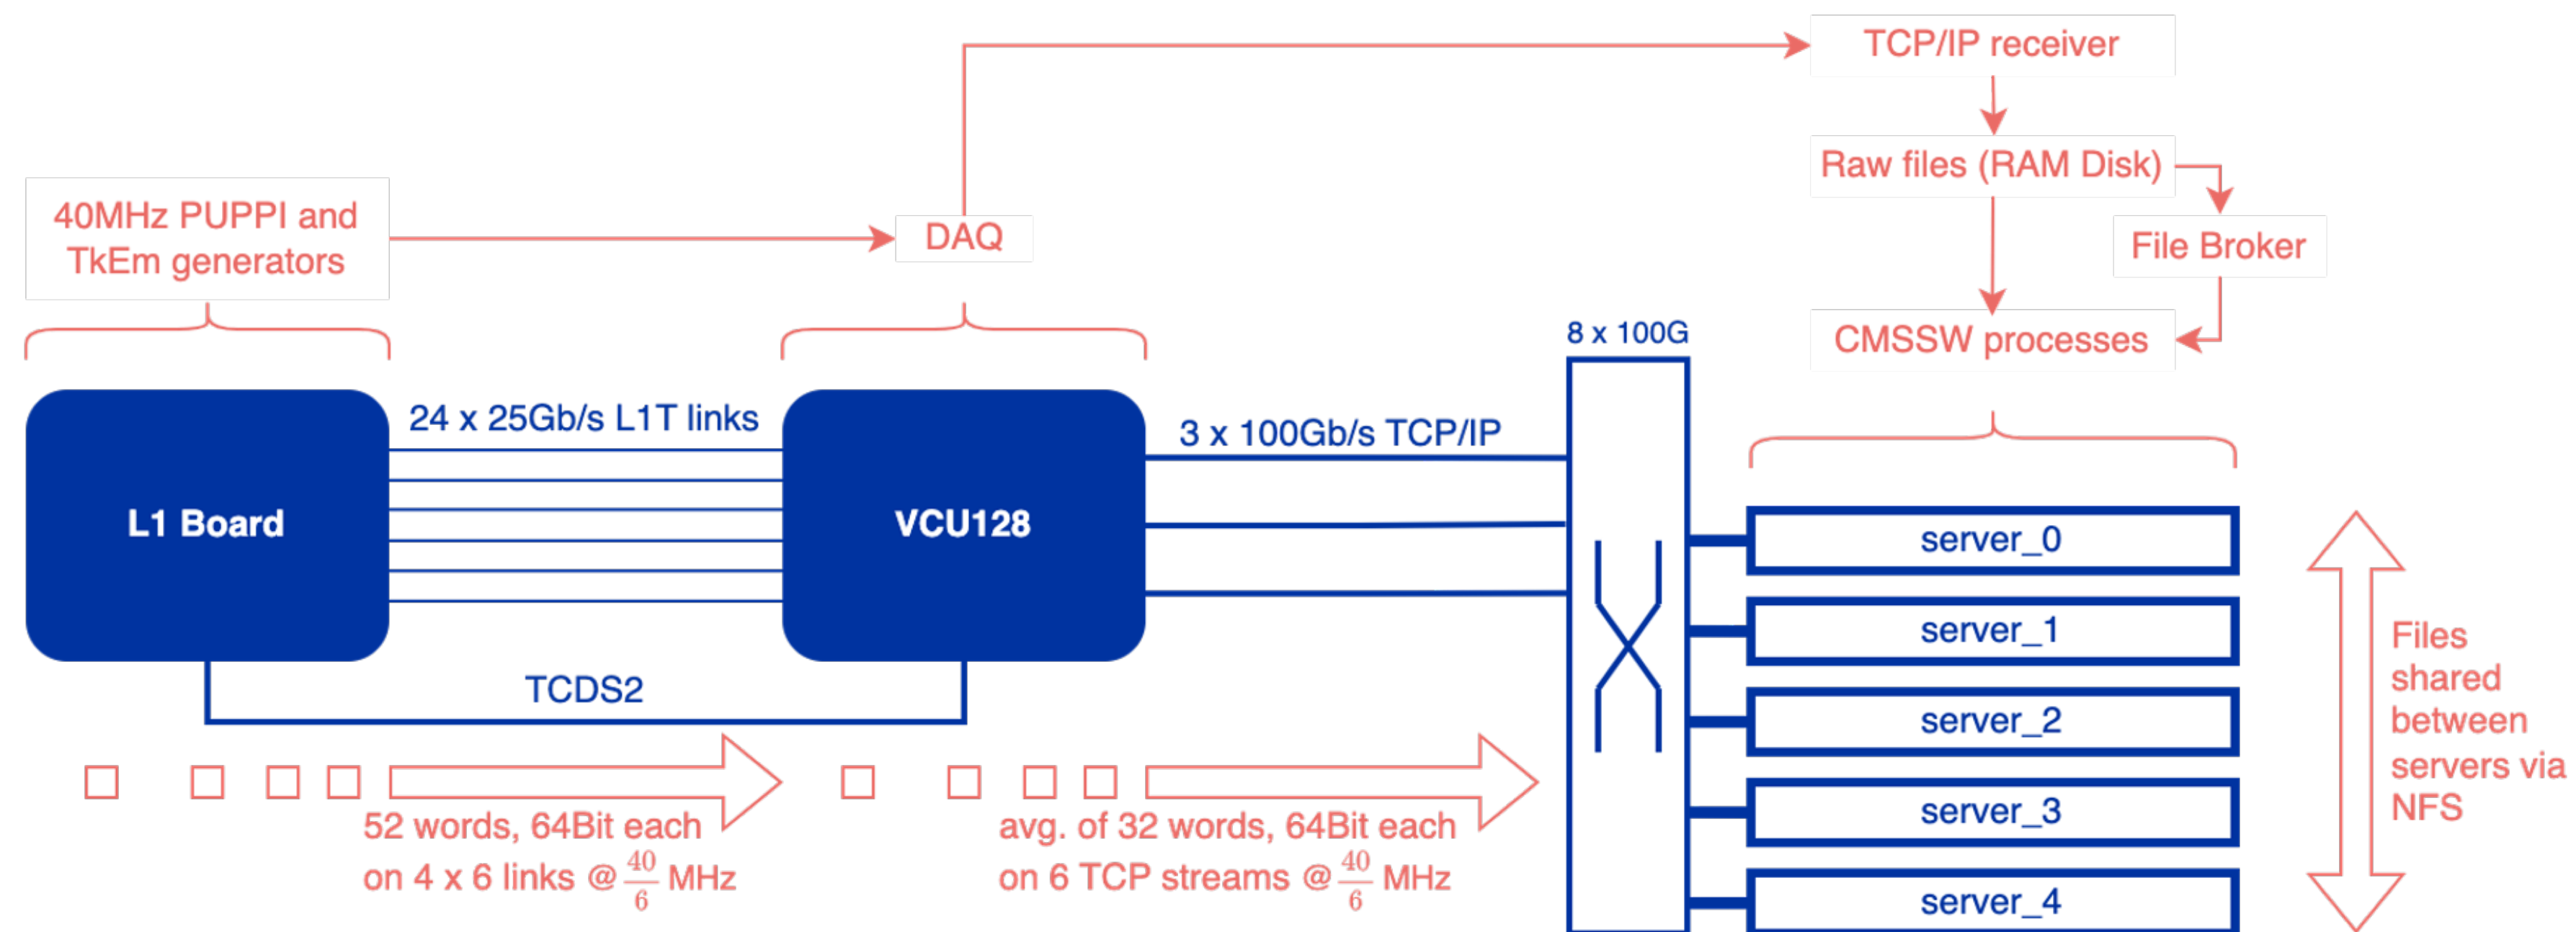 TCP/IP receiver
Raw files (RAM Disk)
40MHz PUPPI and
TkEm generators
DAQ
File Broker
CMSSW processes
8 x 100G
24 x 25Gb/s L1T links
3 x 100Gb/s TCP/IP
L1 Board
VCU128
server_0
server_1
server_2
server_3
server_4
TCDS2
Files
shared
between
servers via
NFS
52 words, 64Bit each
on 4 x 6 links @ 40/6 MHz
avg. of 32 words, 64Bit each
on 6 TCP streams @ 40/6 MHz